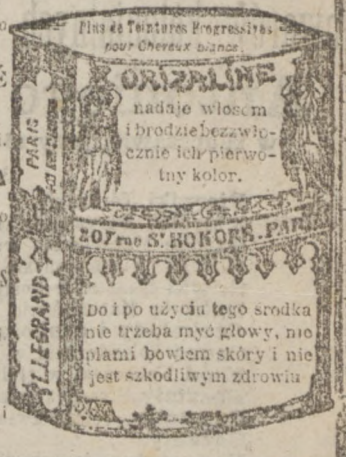 Plus de Teintures Progressives
pour Cheveux blancs.
ORIZALINE
nadaje włosom
i brodzie bezzwło-
cznie ich pierwo-
tny kolor.
PARIS
207 rue St HONORÉ. PARIS
L. LEGRAND
Do i po użyciu tego środka
nie trzeba myć głowy, nie
plami bowiem skóry i nie
jest szkodliwym zdrowiu